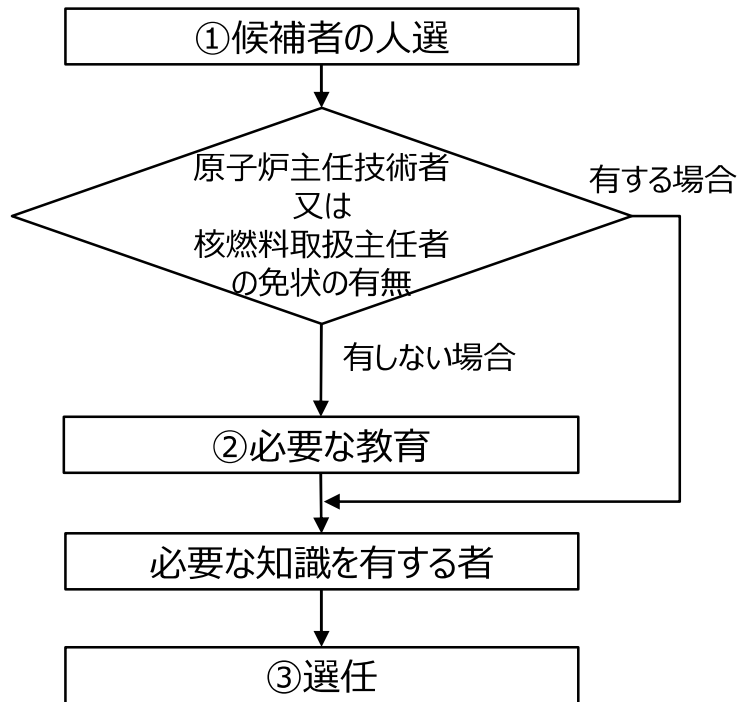 ①候補者の人選
原子炉主任技術者
又は
核燃料取扱主任者
の免状の有無
有する場合
有しない場合
②必要な教育
必要な知識を有する者
③選任